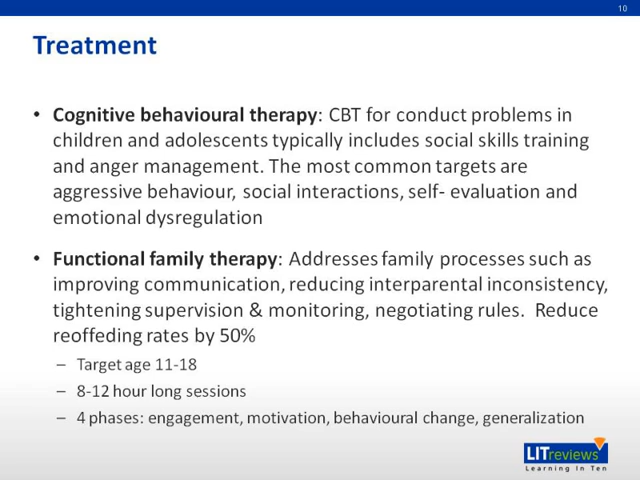 10
Treatment
• Cognitive behavioural therapy: CBT for conduct problems in
children and adolescents typically includes social skills training
and anger management. The most common targets are
aggressive behaviour, social interactions, self- evaluation and
emotional dysregulation
• Functional family therapy: Addresses family processes such as
improving communication, reducing interparental inconsistency,
tightening supervision & monitoring, negotiating rules. Reduce
reoffeding rates by 50%
– Target age 11-18
– 8-12 hour long sessions
– 4 phases: engagement, motivation, behavioural change, generalization
LITreviews
Learning In Ten